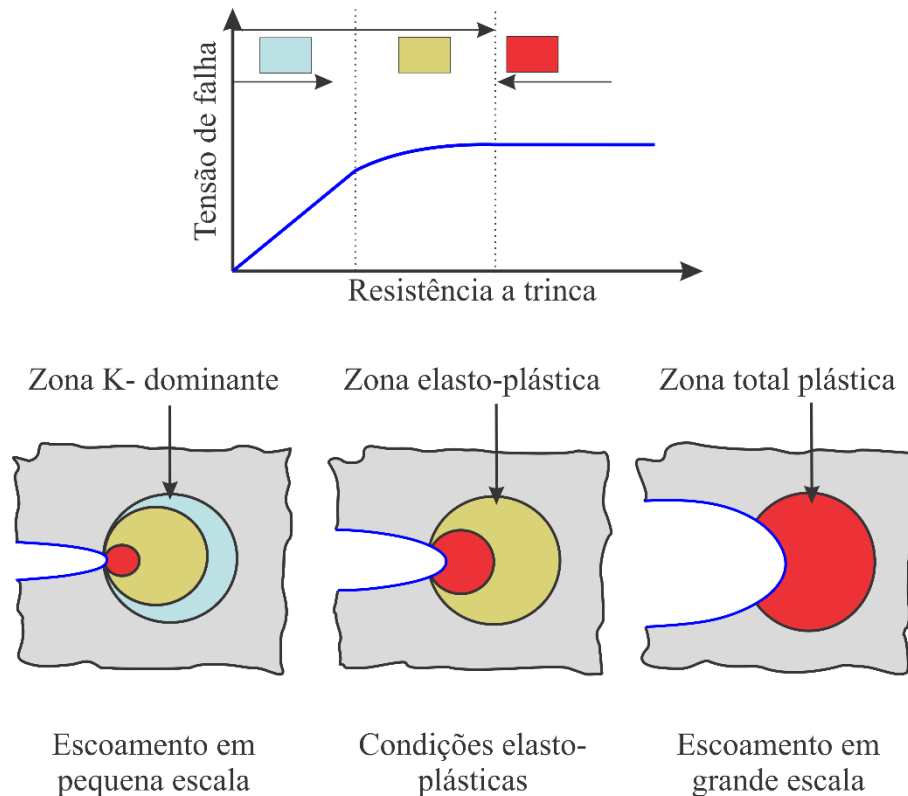 Tensão de falha
Resistência a trinca
Zona K- dominante
Zona elasto-plástica
Zona total plástica
Escoamento em
pequena escala
Condições elasto-
plásticas
Escoamento em
grande escala